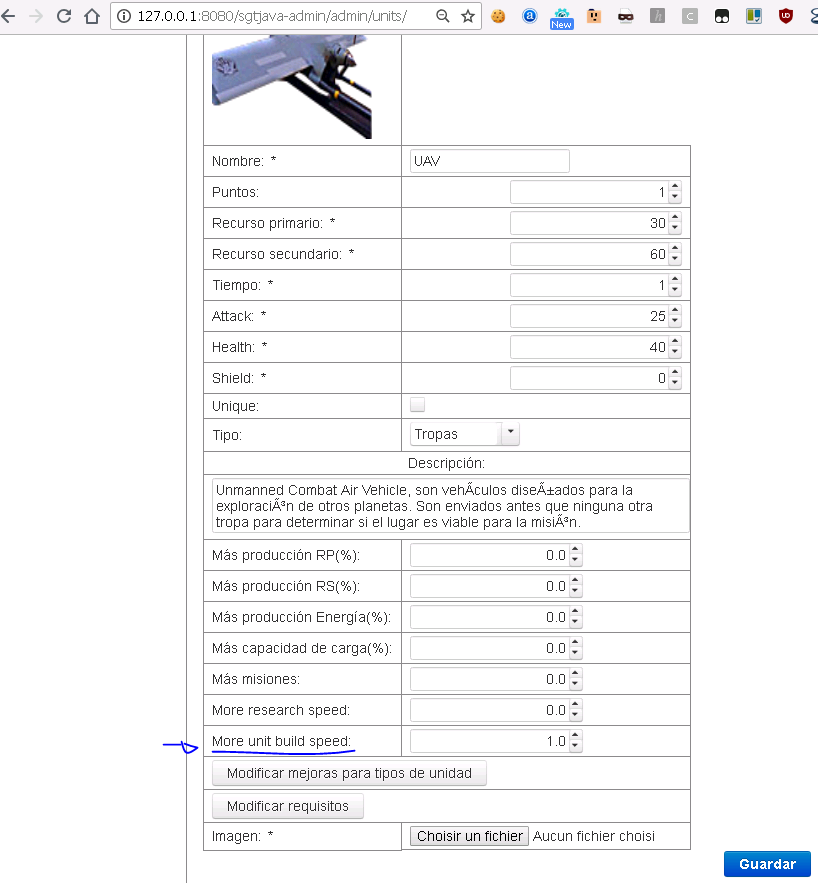 127.0.0.1:8080/sgtjava-admin/admin/units/
New
Nombre: * UAV
Puntos: 1
Recurso primario: * 30
Recurso secundario: * 60
Tiempo: * 1
Attack: * 25
Health: * 40
Shield: * 0
Unique:
Tipo: Tropas
Descripción:
Unmanned Combat Air Vehicle, son vehÃculos diseÃ±ados para la
exploraciÃ³n de otros planetas. Son enviados antes que ninguna otra
tropa para determinar si el lugar es viable para la misiÃ³n.
Más producción RP(%): 0.0
Más producción RS(%): 0.0
Más producción Energía(%): 0.0
Más capacidad de carga(%): 0.0
Más misiones: 0.0
More research speed: 0.0
More unit build speed: 1.0
Modificar mejoras para tipos de unidad
Modificar requisitos
Imagen: * Choisir un fichier Aucun fichier choisi
Guardar